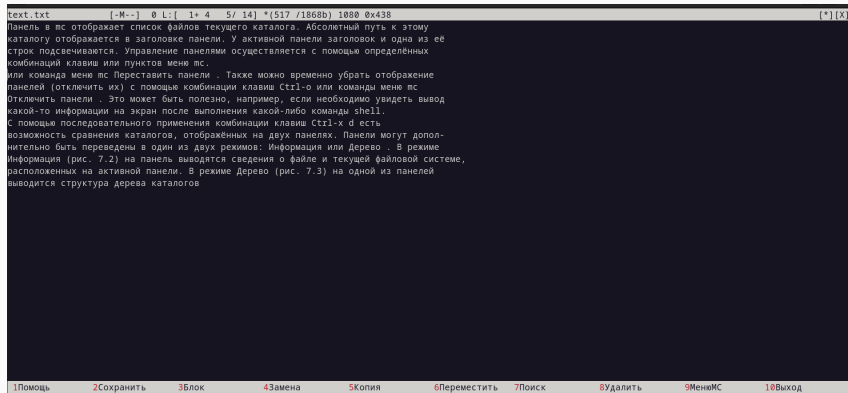 text.txt [-M--] 0 L:[ 1+ 4 5/ 14] *(517 /1868b) 1080 0x438 [*][X]
Панель в mc отображает список файлов текущего каталога. Абсолютный путь к этому
каталогу отображается в заголовке панели. У активной панели заголовок и одна из её
строк подсвечиваются. Управление панелями осуществляется с помощью определённых
комбинаций клавиш или пунктов меню mc.
или команда меню mc Переставить панели . Также можно временно убрать отображение
панелей (отключить их) с помощью комбинации клавиш Ctrl-o или команды меню mc
Отключить панели . Это может быть полезно, например, если необходимо увидеть вывод
какой-то информации на экран после выполнения какой-либо команды shell.
С помощью последовательного применения комбинации клавиш Ctrl-x d есть
возможность сравнения каталогов, отображённых на двух панелях. Панели могут допол-
нительно быть переведены в один из двух режимов: Информация или Дерево . В режиме
Информация (рис. 7.2) на панель выводятся сведения о файле и текущей файловой системе,
расположенных на активной панели. В режиме Дерево (рис. 7.3) на одной из панелей
выводится структура дерева каталогов
1Помощь 2Сохранить 3Блок 4Замена 5Копия 6Переместить 7Поиск 8Удалить 9МенюMC 10Выход